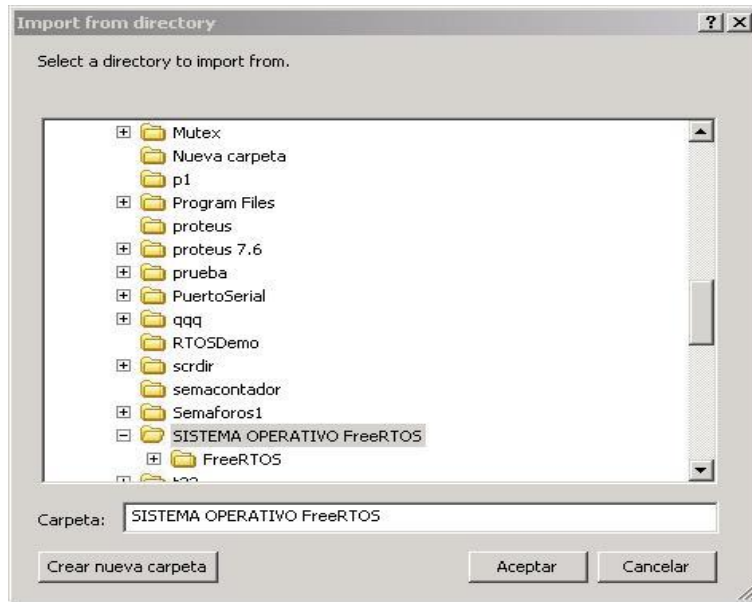 Import from directory
Select a directory to import from.
Mutex
Nueva carpeta
p1
Program Files
proteus
proteus 7.6
prueba
PuertoSerial
qqq
RTOSDemo
scrdir
semacontador
Semaforos1
SISTEMA OPERATIVO FreeRTOS
FreeRTOS
Carpeta: SISTEMA OPERATIVO FreeRTOS
Crear nueva carpeta Aceptar Cancelar